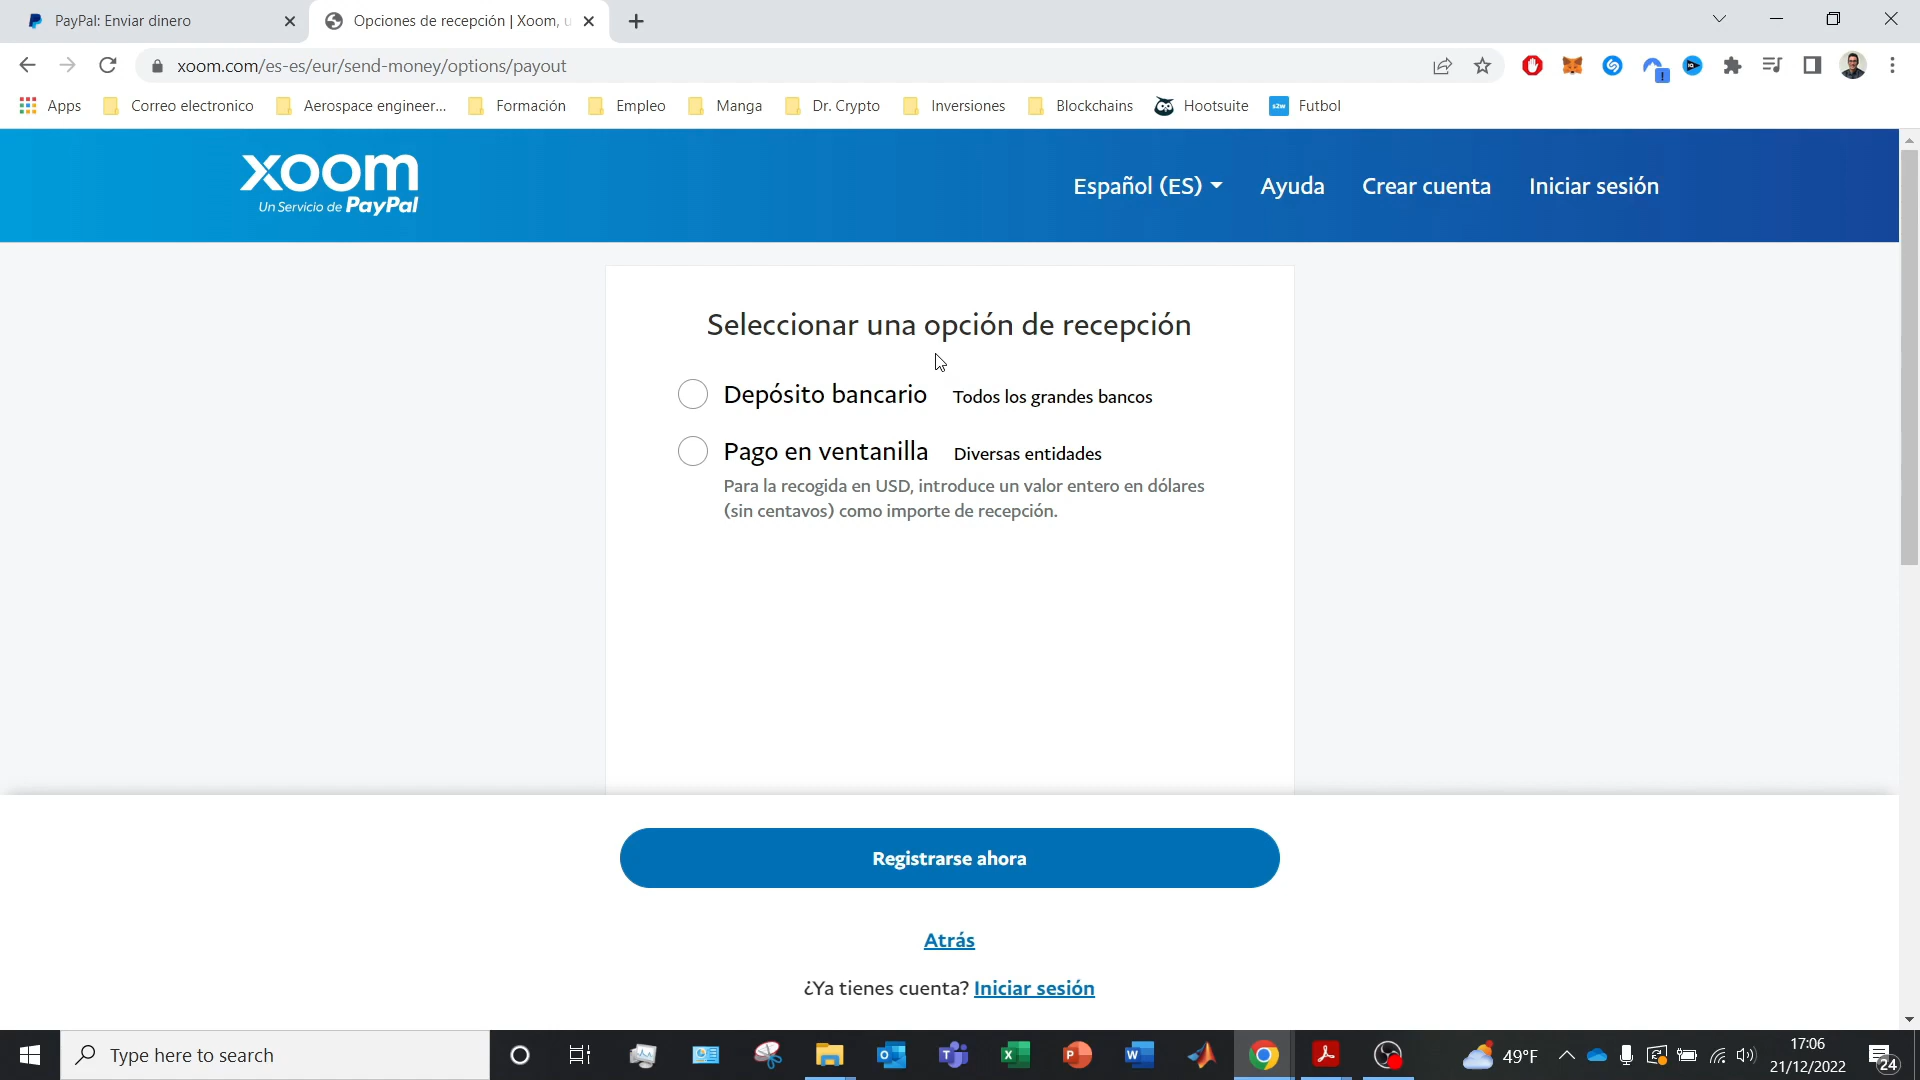 PayPal: Enviar dinero
Opciones de recepción | Xoom, u
xoom.com/es-es/eur/send-money/options/payout
Apps
Correo electronico
Aerospace engineer...
Formación
Empleo
Manga
Dr. Crypto
Inversiones
Blockchains
Hootsuite
Futbol
xoom
Un Servicio de PayPal
Español (ES)
Ayuda
Crear cuenta
Iniciar sesión
Seleccionar una opción de recepción
Depósito bancario Todos los grandes bancos
Pago en ventanilla Diversas entidades
Para la recogida en USD, introduce un valor entero en dólares
(sin centavos) como importe de recepción.
Registrarse ahora
Atrás
¿Ya tienes cuenta? Iniciar sesión
Type here to search
49°F
17:06
21/12/2022
24